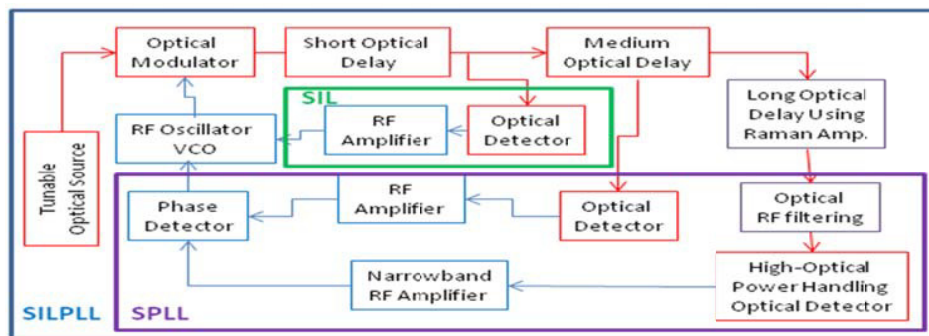 Optical
Modulator
Short Optical
Delay
Medium
Optical Delay
SIL
RF Oscillator
VCO
RF
Amplifier
Optical
Detector
Long Optical
Delay Using
Raman Amp.
Tunable
Optical Source
Phase
Detector
RF
Amplifier
Optical
Detector
Optical
RF filtering
Narrowband
RF Amplifier
High-Optical
Power Handling
Optical Detector
SILPLL
SPLL